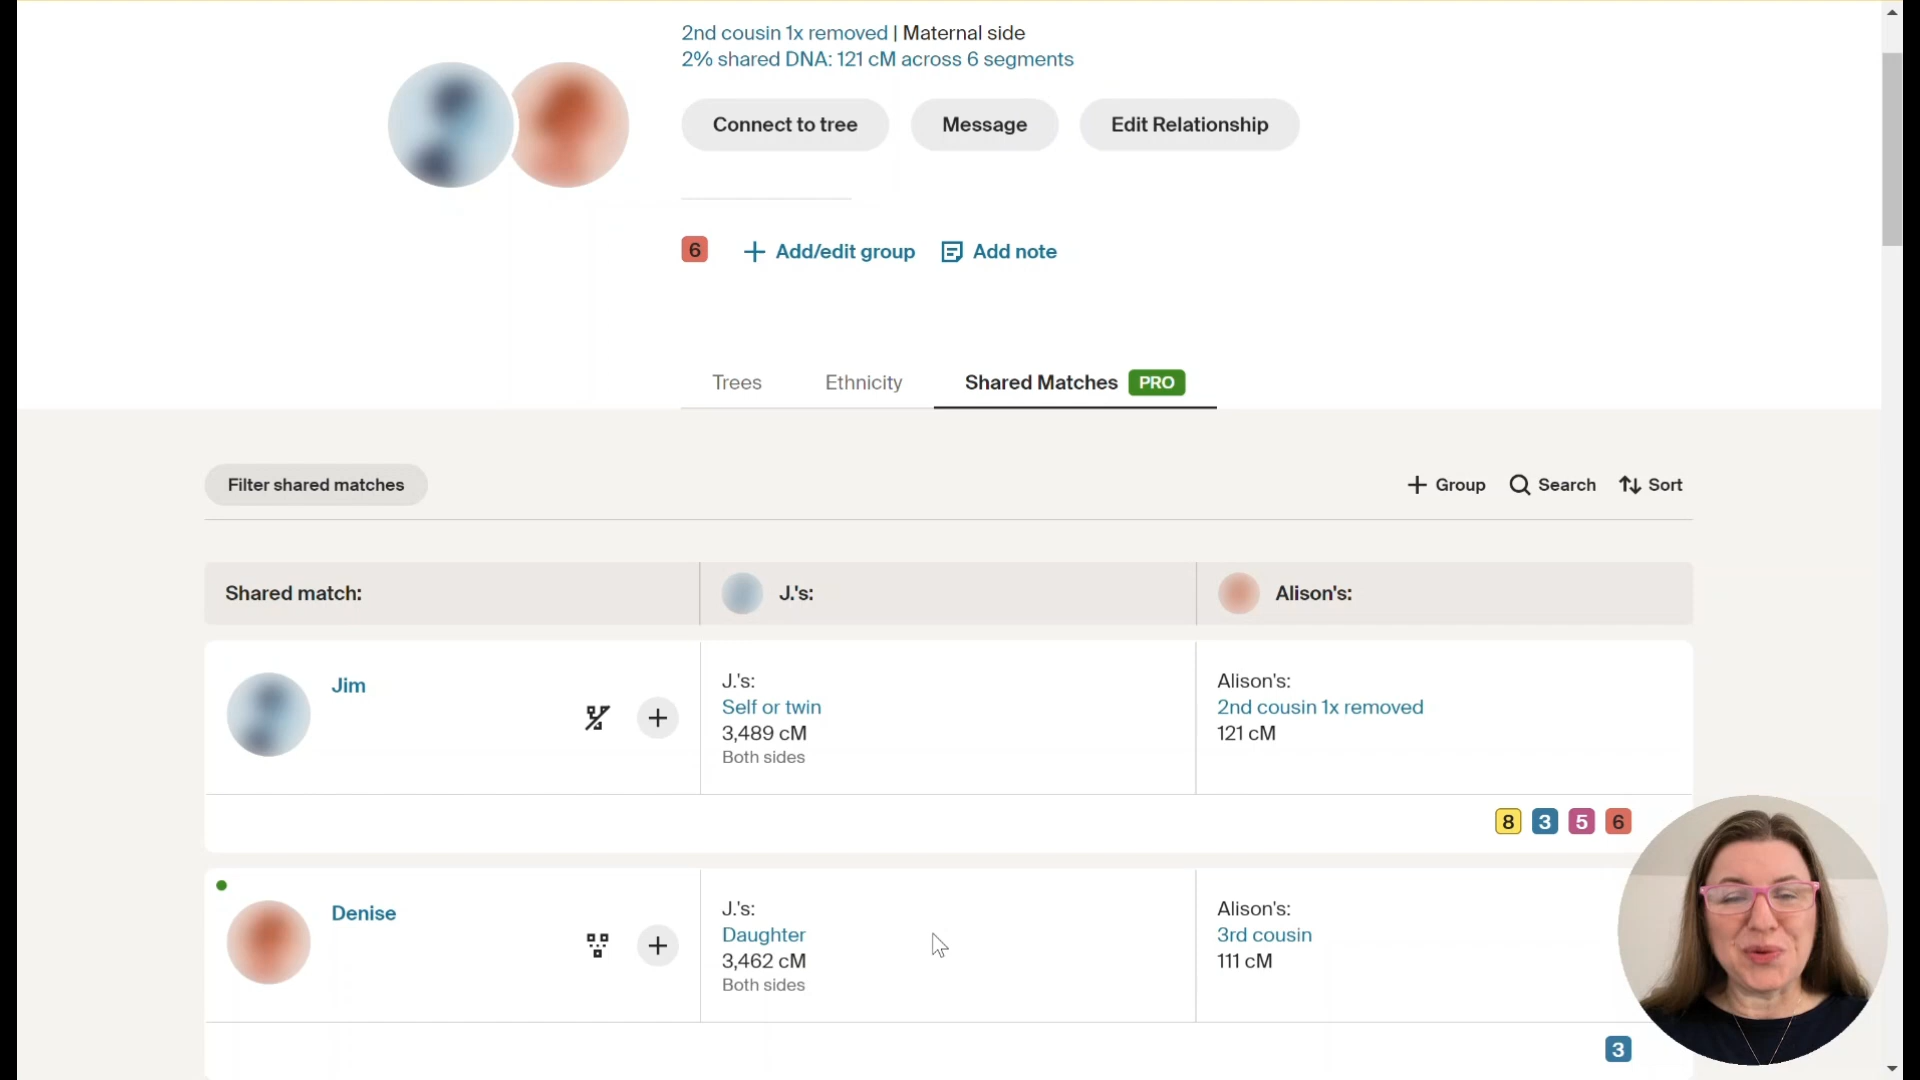 2nd cousin 1x removed | Maternal side
2% shared DNA: 121 cM across 6 segments
Connect to tree
Message
Edit Relationship
6
Add/edit group
Add note
Trees
Ethnicity
Shared Matches PRO
Filter shared matches
Group
Search
Sort
Shared match:
J.'s:
Alison's:
Jim
J.'s:
Self or twin
3,489 cM
Both sides
Alison's:
2nd cousin 1x removed
121 cM
8 3 5 6
Denise
J.'s:
Daughter
3,462 cM
Both sides
Alison's:
3rd cousin
111 cM
3